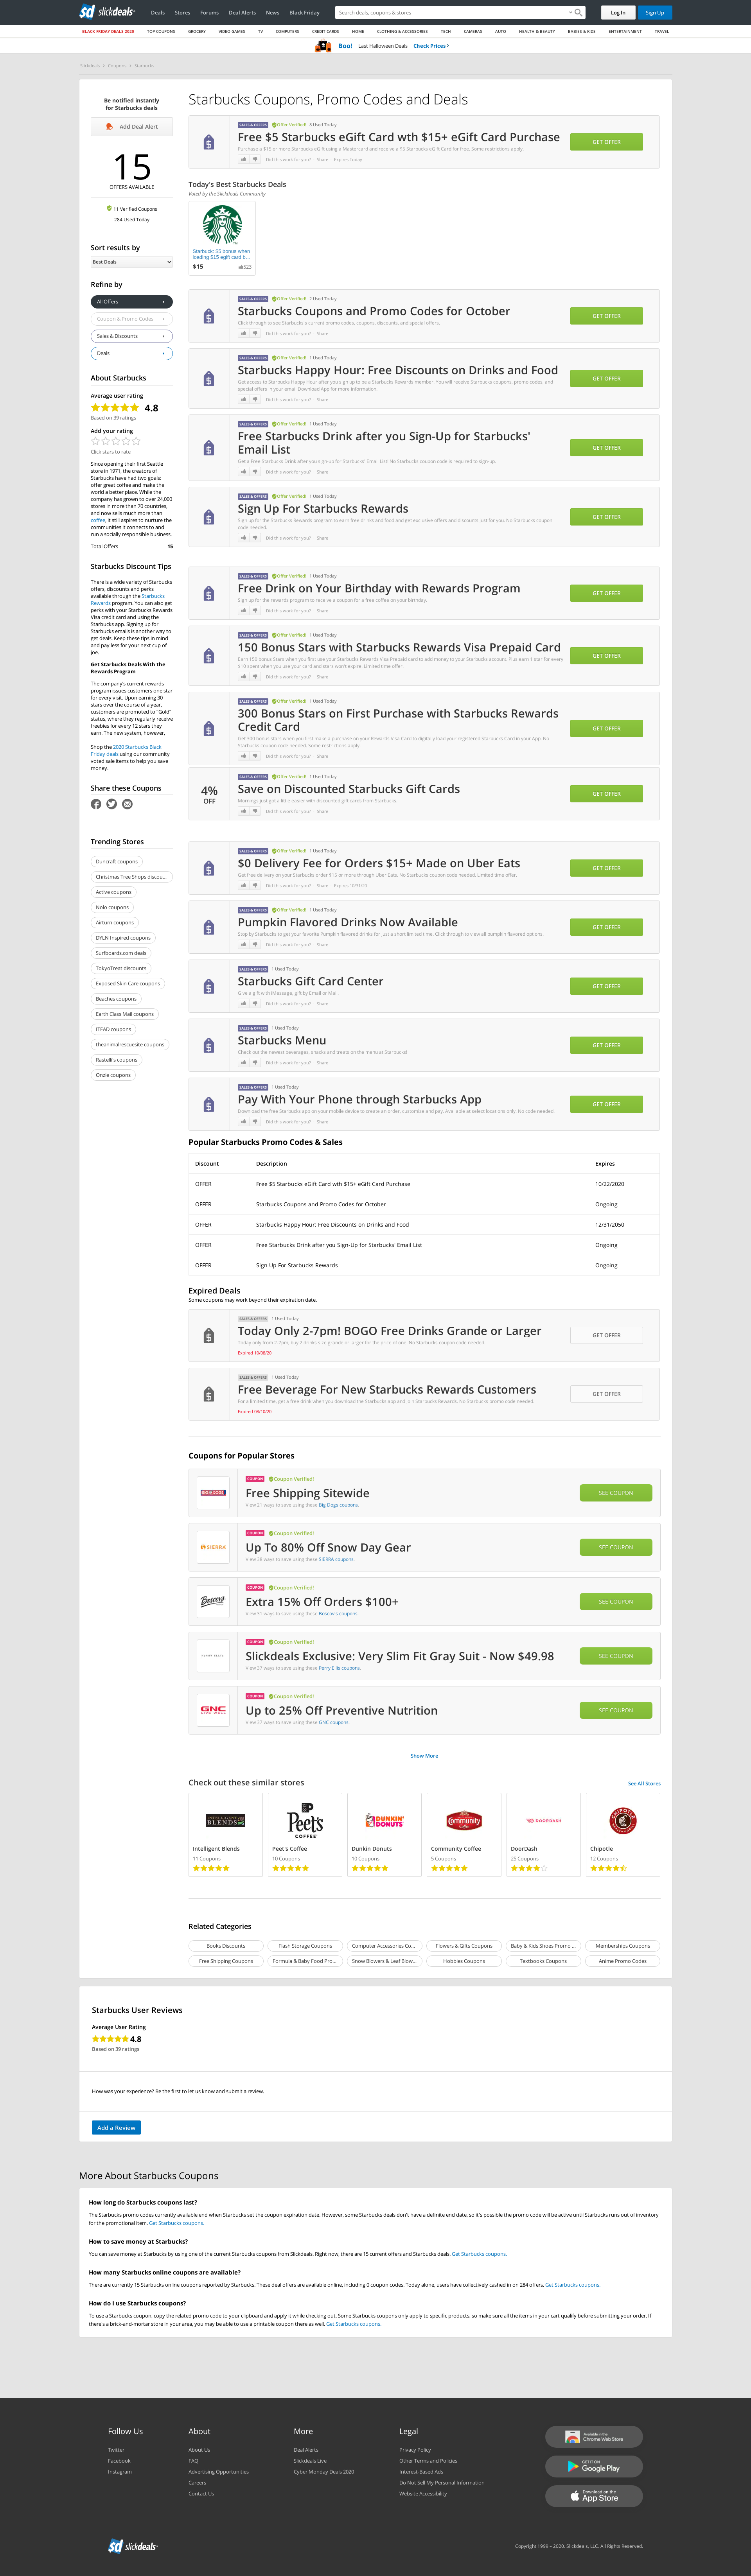 slickdeals
Deals
Stores
Forums
Deal Alerts
News
Black Friday
Search deals, coupons & stores
Log In
Sign Up
BLACK FRIDAY DEALS 2020
TOP COUPONS
GROCERY
VIDEO GAMES
TV
COMPUTERS
CREDIT CARDS
HOME
CLOTHING & ACCESSORIES
TECH
CAMERAS
AUTO
HEALTH & BEAUTY
BABIES & KIDS
ENTERTAINMENT
TRAVEL
Boo! Last Halloween Deals Check Prices
Slickdeals > Coupons > Starbucks
Be notified instantly
for Starbucks deals
Add Deal Alert
15
OFFERS AVAILABLE
11 Verified Coupons
284 Used Today
Sort results by
Best Deals
Refine by
All Offers
Coupon & Promo Codes
Sales & Discounts
Deals
About Starbucks
Average user rating
4.8
Based on 39 ratings
Add your rating
Click stars to rate
Since opening their first Seattle
store in 1971, the creators of
Starbucks have had two goals:
offer great coffee and make the
world a better place. While the
company has grown to over 24,000
stores in more than 70 countries,
and now sells much more than
coffee, it still aspires to nurture the
communities it connects to and
run a socially responsible business.
Total Offers 15
Starbucks Discount Tips
There is a wide variety of Starbucks
offers, discounts and perks
available through the Starbucks
Rewards program. You can also get
perks with your Starbucks Rewards
Visa credit card and using the
Starbucks app. Signing up for
Starbucks emails is another way to
get deals. Keep these tips in mind
and pay less for your next cup of
joe.
Get Starbucks Deals With the
Rewards Program
The company's current rewards
program issues customers one star
for every visit. Upon earning 30
stars over the course of a year,
customers are promoted to "Gold"
status, where they regularly receive
freebies for every 12 stars they
earn. The new system, however,
Shop the 2020 Starbucks Black
Friday deals using our community
voted sale items to help you save
money.
Share these Coupons
Trending Stores
Duncraft coupons
Christmas Tree Shops discou...
Active coupons
Nolo coupons
Airturn coupons
DYLN Inspired coupons
Surfboards.com deals
TokyoTreat discounts
Exposed Skin Care coupons
Beaches coupons
Earth Class Mail coupons
iTEAD coupons
theanimalrescuesite coupons
Rastelli's coupons
Onzie coupons
Starbucks Coupons, Promo Codes and Deals
SALES & OFFERS Offer Verified! 8 Used Today
Free $5 Starbucks eGift Card wth $15+ eGift Card Purchase
Purchase a $15 or more Starbucks eGift using a Mastercard and receive a $5 Starbucks eGift Card for free. Some restrictions apply.
Did this work for you? · Share · Expires Today
GET OFFER
Today's Best Starbucks Deals
Voted by the Slickdeals Community
Starbuck: $5 bonus when
loading $15 egift card b...
$15 523
SALES & OFFERS Offer Verified! 2 Used Today
Starbucks Coupons and Promo Codes for October
Click through to see Starbucks's current promo codes, coupons, discounts, and special offers.
Did this work for you? · Share
GET OFFER
SALES & OFFERS Offer Verified! 1 Used Today
Starbucks Happy Hour: Free Discounts on Drinks and Food
Get access to Starbucks Happy Hour after you sign up to be a Starbucks Rewards member. You will receive Starbucks coupons, promo codes, and
special offers in your email.Download App for more information.
Did this work for you? · Share
GET OFFER
SALES & OFFERS Offer Verified! 1 Used Today
Free Starbucks Drink after you Sign-Up for Starbucks'
Email List
Get a Free Starbucks Drink after you sign-up for Starbucks' Email List! No Starbucks coupon code is required to sign-up.
Did this work for you? · Share
GET OFFER
SALES & OFFERS Offer Verified! 1 Used Today
Sign Up For Starbucks Rewards
Sign up for the Starbucks Rewards program to earn free drinks and food and get exclusive offers and discounts just for you. No Starbucks coupon
code needed.
Did this work for you? · Share
GET OFFER
SALES & OFFERS Offer Verified! 1 Used Today
Free Drink on Your Birthday with Rewards Program
Sign up for the rewards program to receive a coupon for a free coffee on your birthday.
Did this work for you? · Share
GET OFFER
SALES & OFFERS Offer Verified! 1 Used Today
150 Bonus Stars with Starbucks Rewards Visa Prepaid Card
Earn 150 bonus Stars when you first use your Starbucks Rewards Visa Prepaid card to add money to your Starbucks account. Plus earn 1 star for every
$10 spent when you use your card and stars won't expire. Limited time offer.
Did this work for you? · Share
GET OFFER
SALES & OFFERS Offer Verified! 1 Used Today
300 Bonus Stars on First Purchase with Starbucks Rewards
Credit Card
Get 300 bonus stars when you first make a purchase on your Rewards Visa Card to digitally load your registered Starbucks Card in your App. No
Starbucks coupon code needed. Some restrictions apply.
Did this work for you? · Share
GET OFFER
4%
OFF
SALES & OFFERS Offer Verified! 1 Used Today
Save on Discounted Starbucks Gift Cards
Mornings just got a little easier with discounted gift cards from Starbucks.
Did this work for you? · Share
GET OFFER
SALES & OFFERS Offer Verified! 1 Used Today
$0 Delivery Fee for Orders $15+ Made on Uber Eats
Get free delivery on your Starbucks order $15 or more through Uber Eats. No Starbucks coupon code needed. Limited time offer.
Did this work for you? · Share · Expires 10/31/20
GET OFFER
SALES & OFFERS Offer Verified! 1 Used Today
Pumpkin Flavored Drinks Now Available
Stop by Starbucks to get your favorite Pumpkin flavored drinks for just a short limited time. Click through to view all pumpkin flavored options.
Did this work for you? · Share
GET OFFER
SALES & OFFERS 1 Used Today
Starbucks Gift Card Center
Give a gift with iMessage, gift by Email or Mail.
Did this work for you? · Share
GET OFFER
SALES & OFFERS 1 Used Today
Starbucks Menu
Check out the newest beverages, snacks and treats on the menu at Starbucks!
Did this work for you? · Share
GET OFFER
SALES & OFFERS 1 Used Today
Pay With Your Phone through Starbucks App
Download the free Starbucks app on your mobile device to create an order, customize and pay. Available at select locations only. No code needed.
Did this work for you? · Share
GET OFFER
Popular Starbucks Promo Codes & Sales
Discount Description Expires
OFFER Free $5 Starbucks eGift Card wth $15+ eGift Card Purchase 10/22/2020
OFFER Starbucks Coupons and Promo Codes for October Ongoing
OFFER Starbucks Happy Hour: Free Discounts on Drinks and Food 12/31/2050
OFFER Free Starbucks Drink after you Sign-Up for Starbucks' Email List Ongoing
OFFER Sign Up For Starbucks Rewards Ongoing
Expired Deals
Some coupons may work beyond their expiration date.
SALES & OFFERS 1 Used Today
Today Only 2-7pm! BOGO Free Drinks Grande or Larger
Today only from 2-7pm, buy 2 drinks size grande or larger for the price of one. No Starbucks coupon code needed.
Expired 10/08/20
GET OFFER
SALES & OFFERS 1 Used Today
Free Beverage For New Starbucks Rewards Customers
For a limited time, get a free drink when you download the Starbucks app and join Starbucks Rewards. No Starbucks promo code needed.
Expired 08/10/20
GET OFFER
Coupons for Popular Stores
BIG DOGS
COUPON Coupon Verified!
Free Shipping Sitewide
View 21 ways to save using these Big Dogs coupons.
SEE COUPON
SIERRA
COUPON Coupon Verified!
Up To 80% Off Snow Day Gear
View 38 ways to save using these SIERRA coupons.
SEE COUPON
Boscov's
COUPON Coupon Verified!
Extra 15% Off Orders $100+
View 51 ways to save using these Boscov's coupons.
SEE COUPON
PERRY ELLIS
COUPON Coupon Verified!
Slickdeals Exclusive: Very Slim Fit Gray Suit - Now $49.98
View 37 ways to save using these Perry Ellis coupons.
SEE COUPON
GNC
LIVE WELL
COUPON Coupon Verified!
Up to 25% Off Preventive Nutrition
View 37 ways to save using these GNC coupons.
SEE COUPON
Show More
Check out these similar stores
See All Stores
INTELLIGENT
BLENDS
Intelligent Blends
11 Coupons
Peet's
COFFEE
Peet's Coffee
10 Coupons
DUNKIN'
DONUTS
Dunkin Donuts
10 Coupons
Community
Community Coffee
5 Coupons
DOORDASH
DoorDash
25 Coupons
CHIPOTLE
Chipotle
12 Coupons
Related Categories
Books Discounts
Flash Storage Coupons
Computer Accessories Co...
Flowers & Gifts Coupons
Baby & Kids Shoes Promo ...
Memberships Coupons
Free Shipping Coupons
Formula & Baby Food Pro...
Snow Blowers & Leaf Blow...
Hobbies Coupons
Textbooks Coupons
Anime Promo Codes
Starbucks User Reviews
Average User Rating
4.8
Based on 39 ratings
How was your experience? Be the first to let us know and submit a review.
Add a Review
More About Starbucks Coupons
How long do Starbucks coupons last?
The Starbucks promo codes currently available end when Starbucks set the coupon expiration date. However, some Starbucks deals don't have a definite end date, so it's possible the promo code will be active until Starbucks runs out of inventory
for the promotional item. Get Starbucks coupons.
How to save money at Starbucks?
You can save money at Starbucks by using one of the current Starbucks coupons from Slickdeals. Right now, there are 15 current offers and Starbucks deals. Get Starbucks coupons.
How many Starbucks online coupons are available?
There are currently 15 Starbucks online coupons reported by Starbucks. These deal offers are available online, including 0 coupon codes. Today alone, users have collectively cashed in on 284 offers. Get Starbucks coupons.
How do I use Starbucks coupons?
To use a Starbucks coupon, copy the related promo code to your clipboard and apply it while checking out. Some Starbucks coupons only apply to specific products, so make sure all the items in your cart qualify before submitting your order. If
there's a brick-and-mortar store in your area, you may be able to use a printable coupon there as well. Get Starbucks coupons.
Follow Us
Twitter
Facebook
Instagram
About
About Us
FAQ
Advertising Opportunities
Careers
Contact Us
More
Deal Alerts
Slickdeals Live
Cyber Monday Deals 2020
Legal
Privacy Policy
Other Terms and Policies
Interest-Based Ads
Do Not Sell My Personal Information
Website Accessibility
Available in the
Chrome Web Store
GET IT ON
Google Play
Download on the
App Store
slickdeals
Copyright 1999 – 2020. Slickdeals, LLC. All Rights Reserved.